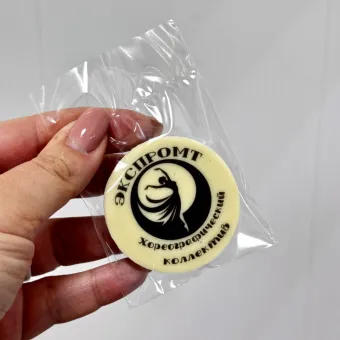 ЭКСПРОМТ
Хореографический
коллектив